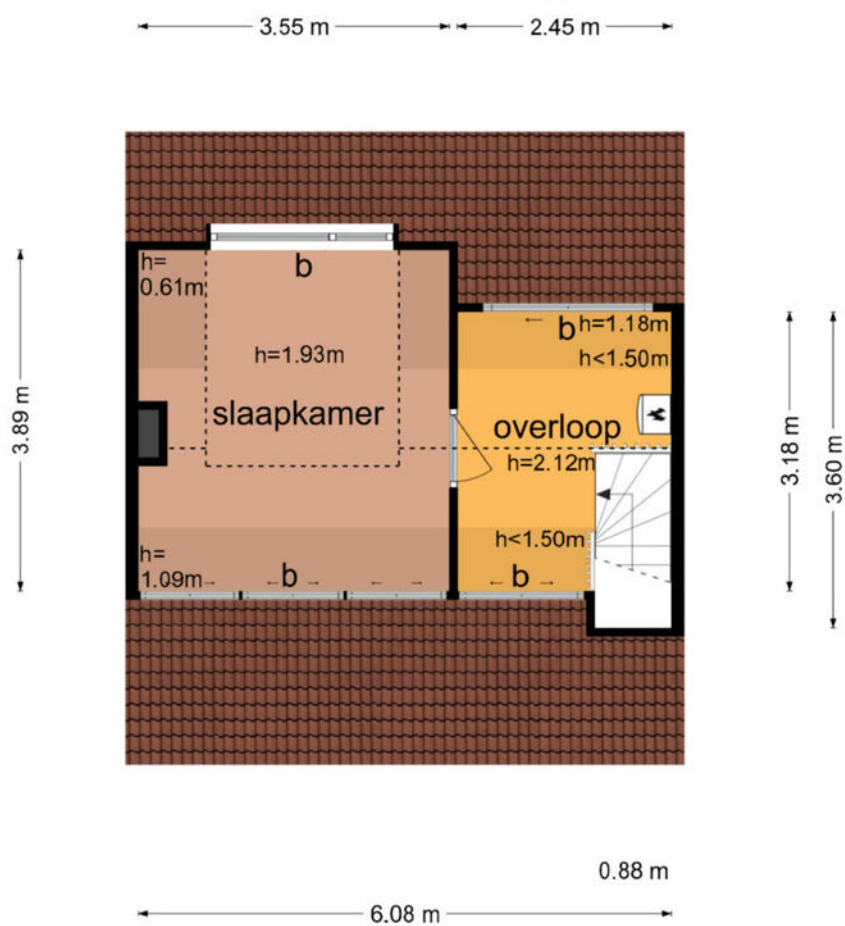 3.55 m
2.45 m
h=
0.61m
b
b
h=1.18m
h<1.50m
h=1.93m
slaapkamer
overloop
h=2.12m
h<1.50m
h=
1.09m
b
b
3.89 m
3.18 m
3.60 m
0.88 m
6.08 m